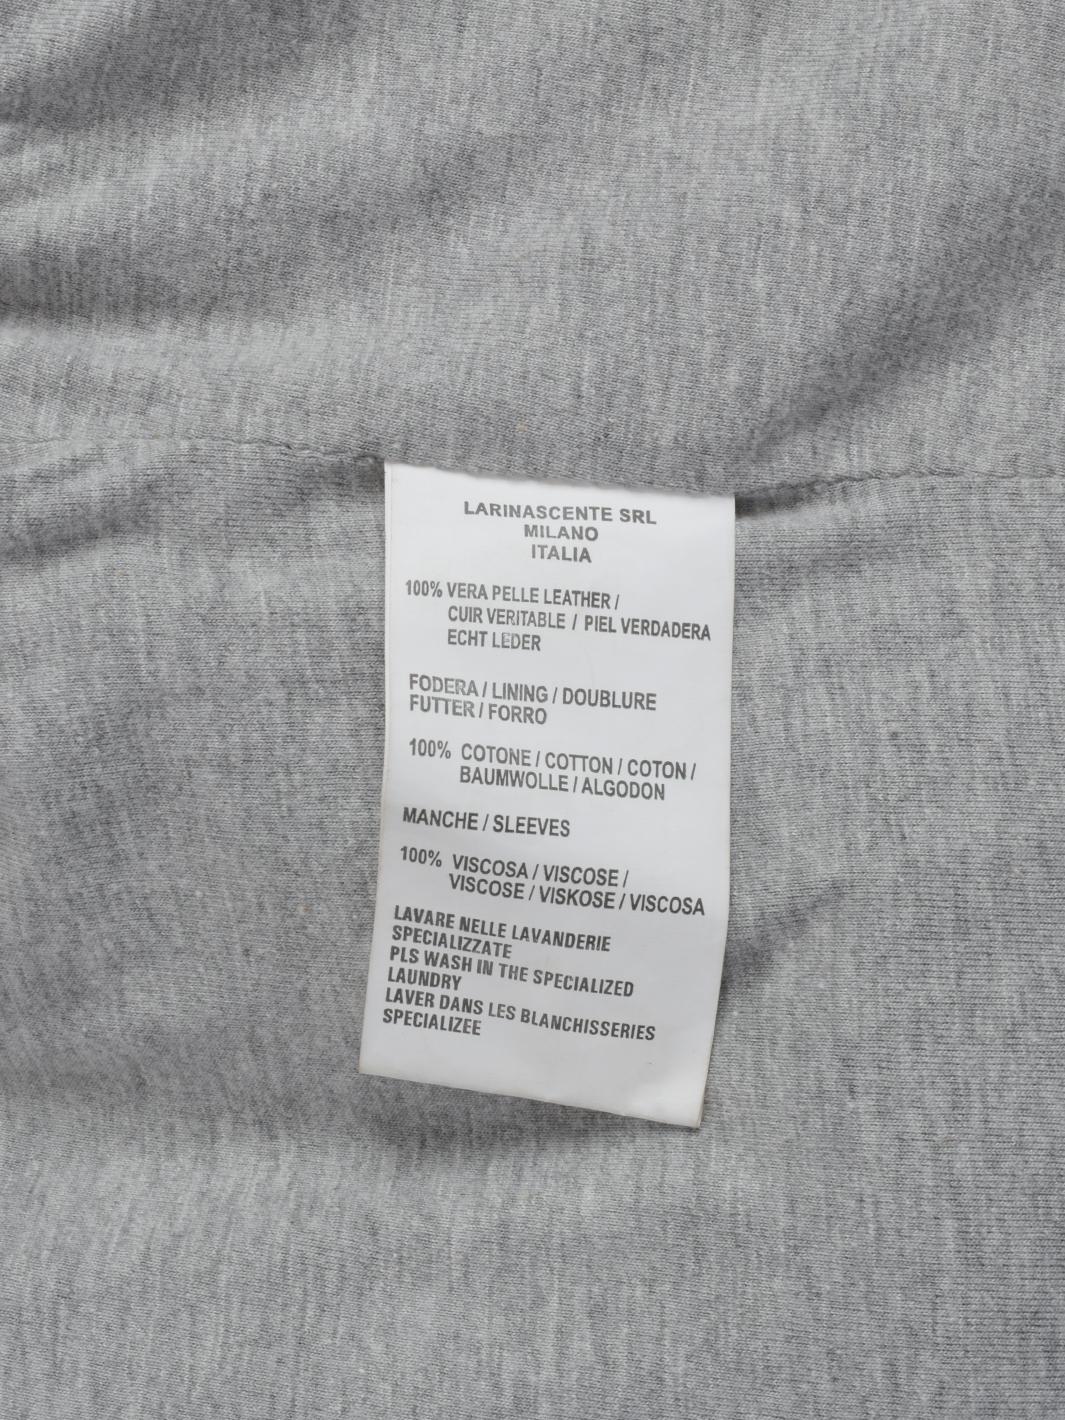 LARINASCENTE SRL
MILANO
ITALIA
100% VERA PELLE LEATHER /
CUIR VERITABLE / PIEL VERDADERA
ECHT LEDER
FODERA / LINING / DOUBLURE
FUTTER / FORRO
100% COTONE / COTTON / COTON /
BAUMWOLLE / ALGODON
MANCHE / SLEEVES
100% VISCOSA / VISCOSE /
VISCOSE / VISKOSE / VISCOSA
LAVARE NELLE LAVANDERIE
SPECIALIZZATE
PLS WASH IN THE SPECIALIZED
LAUNDRY
LAVER DANS LES BLANCHISSERIES
SPECIALIZEE